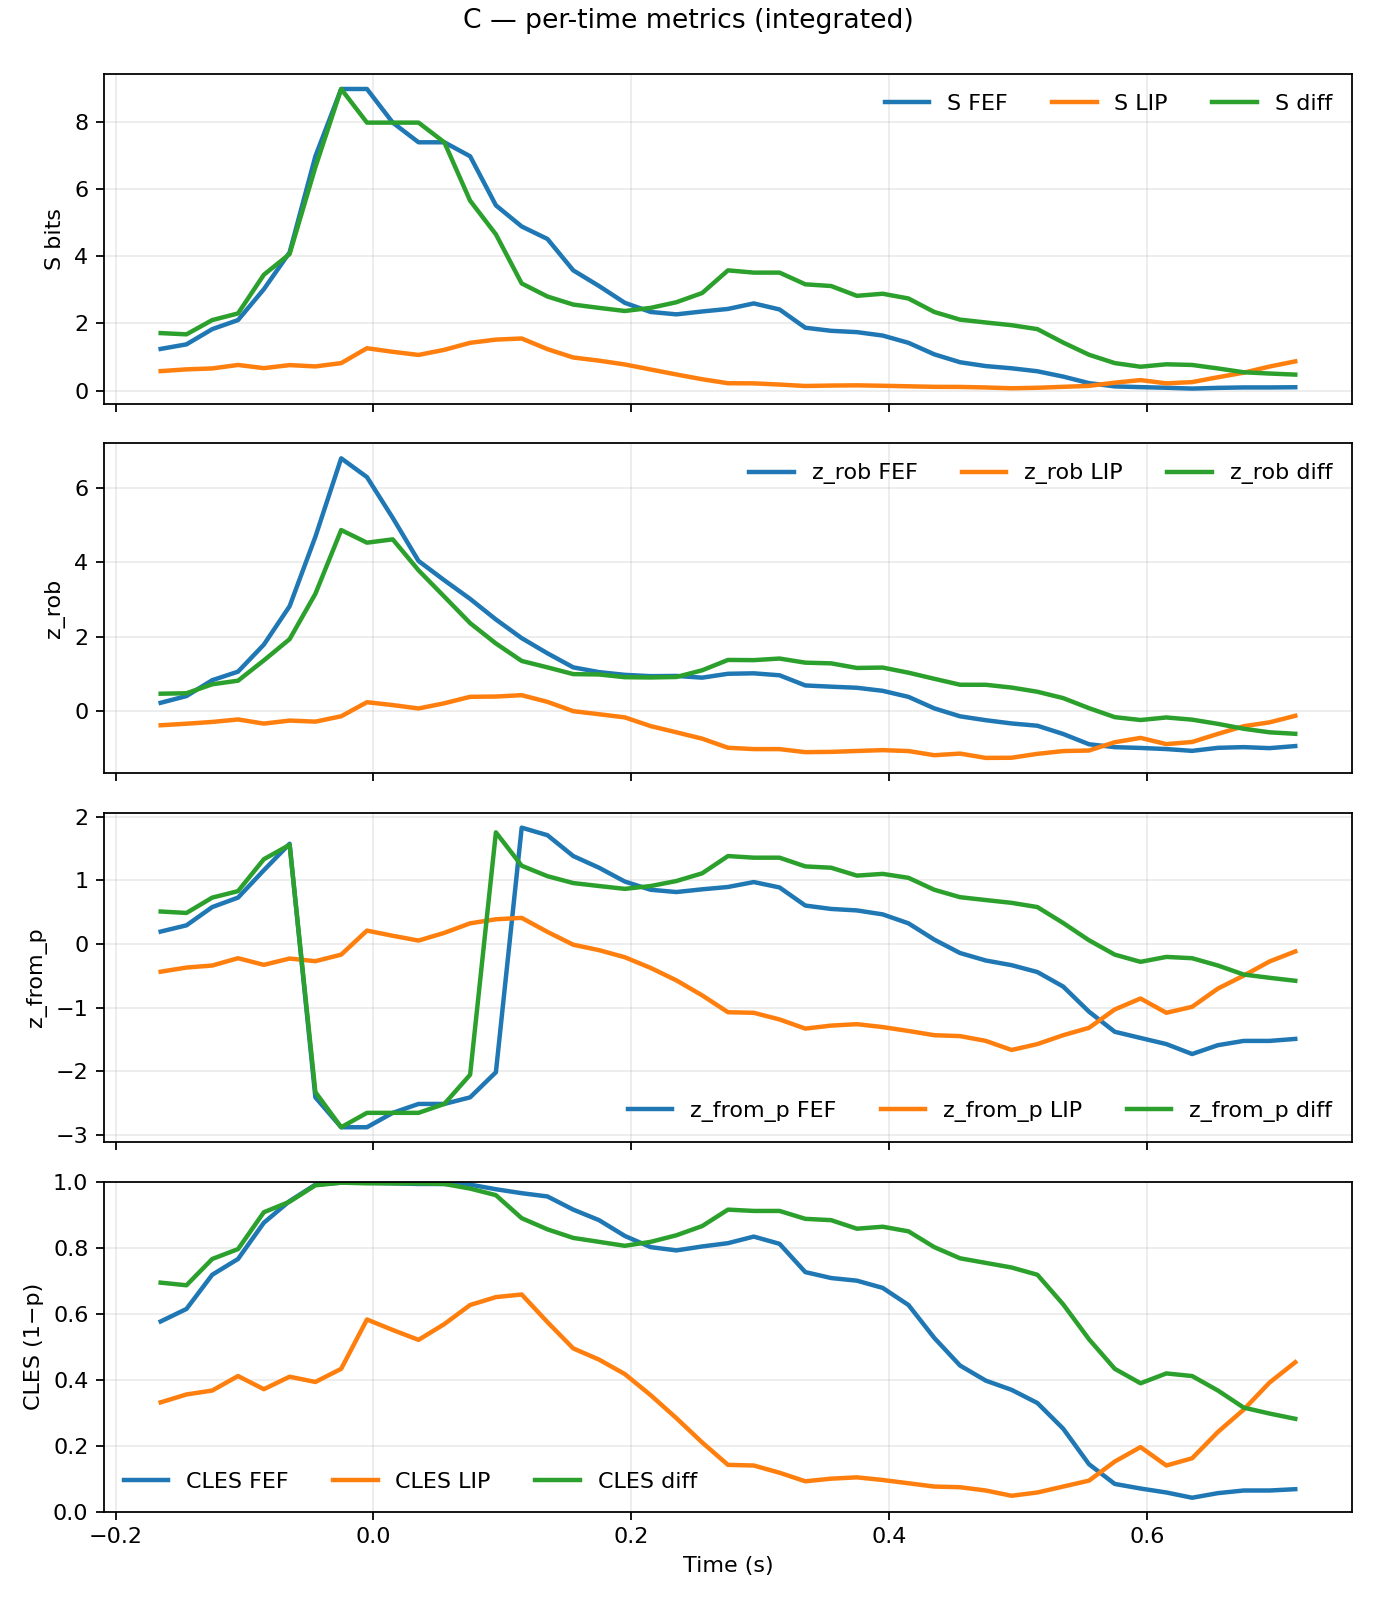 C — per-time metrics (integrated)
S FEF S LIP S diff
8
6
4
2
0
S bits
z_rob FEF z_rob LIP z_rob diff
6
4
2
0
z_rob
2
1
0
−1
−2
−3
z_from_p
z_from_p FEF z_from_p LIP z_from_p diff
1.0
0.8
0.6
0.4
0.2
0.0
CLES (1−p)
CLES FEF CLES LIP CLES diff
−0.2 0.0 0.2 0.4 0.6
Time (s)